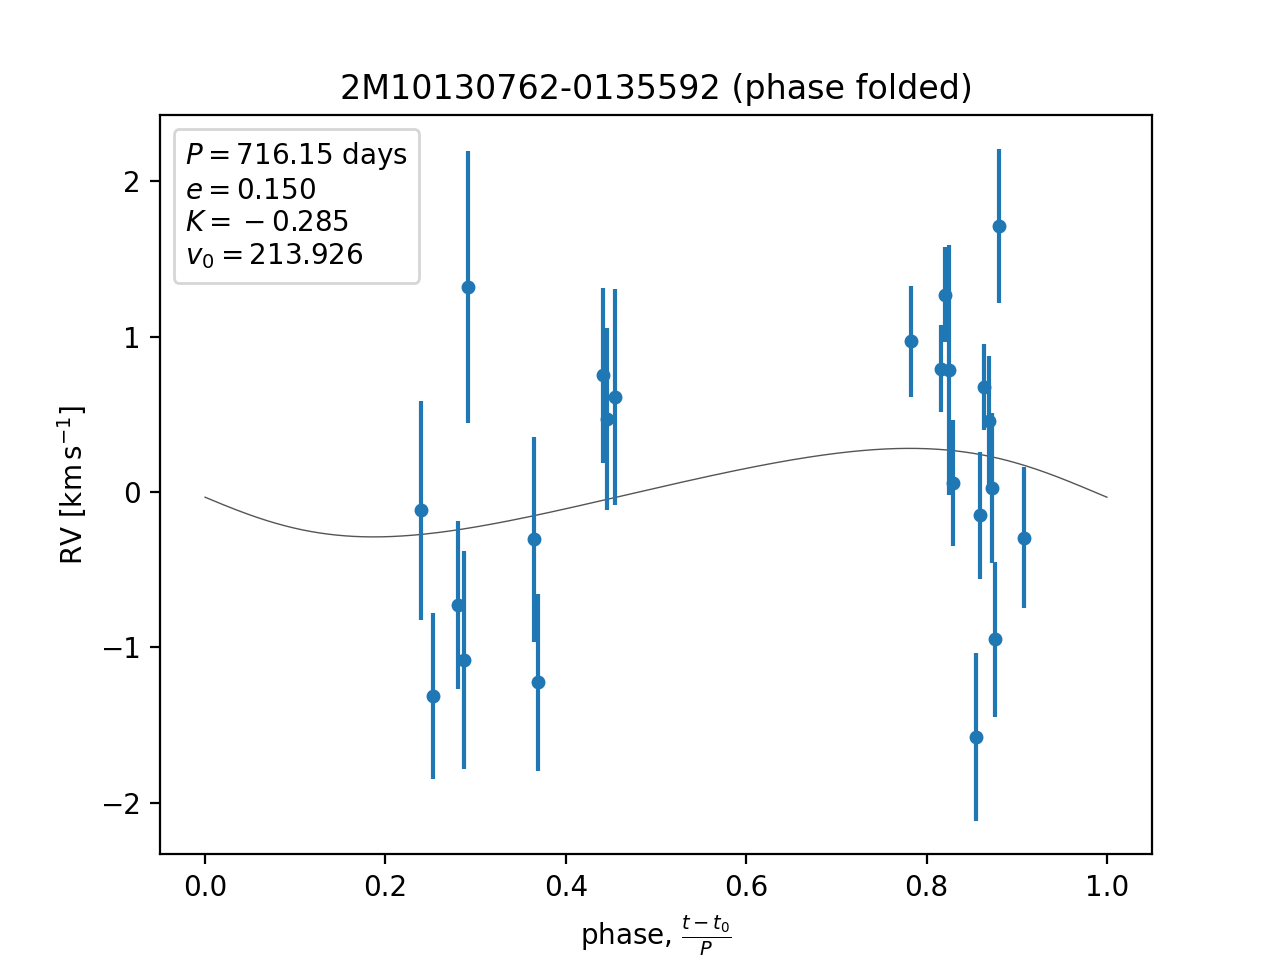 2M10130762-0135592 (phase folded)
P = 716.15 days
e = 0.150
K = −0.285
v₀ = 213.926
2
1
0
−1
−2
RV [km s⁻¹]
0.0 0.2 0.4 0.6 0.8 1.0
phase, (t − t₀)/P